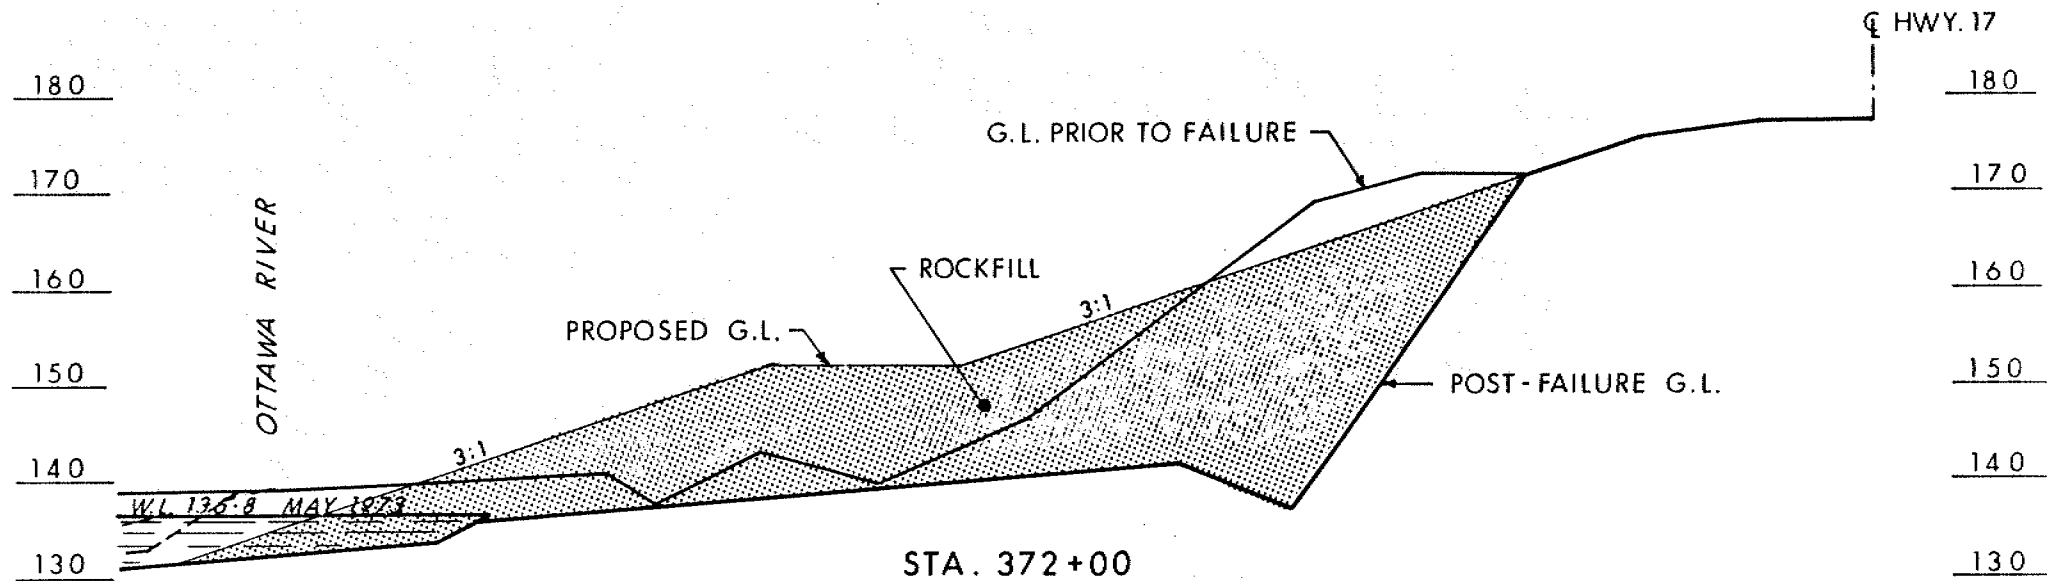 ℄ HWY. 17
180
180
G.L. PRIOR TO FAILURE
170
170
OTTAWA RIVER
ROCKFILL
160
160
3:1
PROPOSED G.L.
150
150
POST-FAILURE G.L.
3:1
140
140
W.L. 136.8 MAY 1973
130
STA. 372+00
130